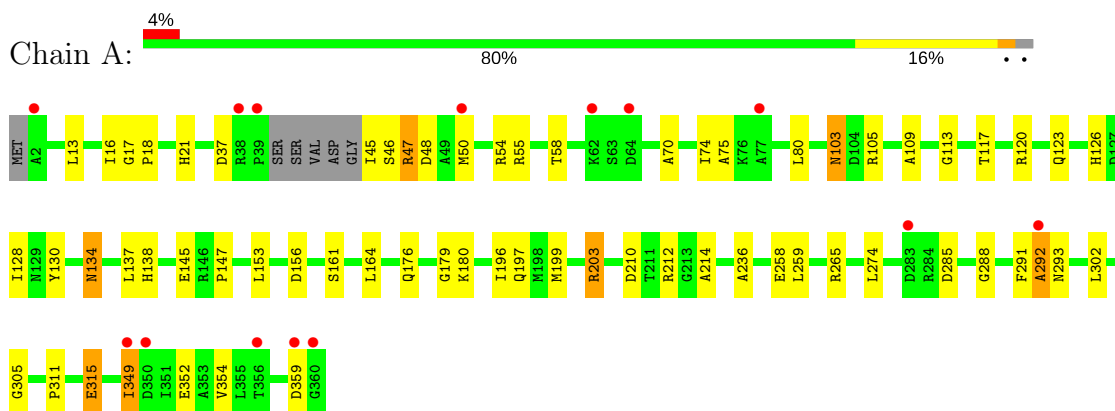 4%
Chain A:
80% 16% • •
MET A2 L13 I16 G17 P18 H21 D37 R38 P39 SER SER VAL ASP GLY I45 S46 R47 D48 A49 M50 R54 R55 T58 K62 S63 D64 A70 I74 A75 K76 A77 L80 N103 D104 R105 A109 G113 T117 R120 Q123 H126 D127
I128 N129 Y130 N134 L137 H138 E145 R146 P147 L153 D156 S161 L164 Q176 G179 K180 I196 Q197 M198 M199 R203 D210 T211 R212 G213 A214 A236 E258 L259 R265 L274 D283 R284 D285 G288 F291 A292 N293 L302
G305 P311 E315 I349 D350 I351 E352 A353 V354 L355 T356 D359 G360